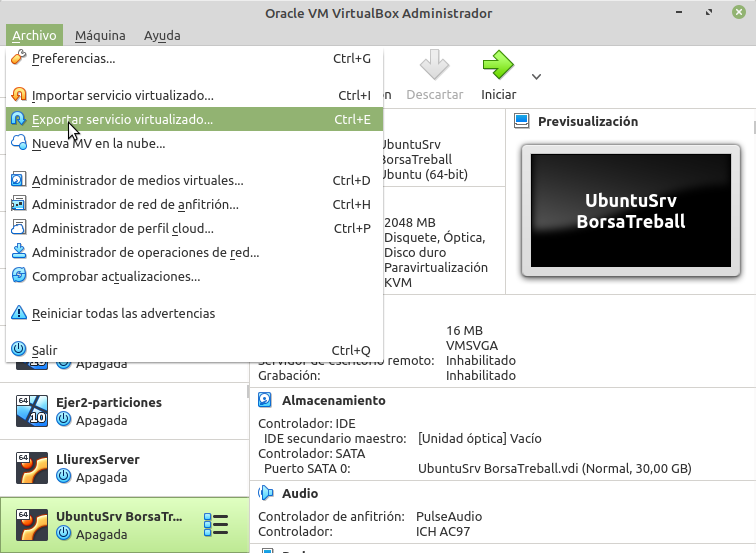 Oracle VM VirtualBox Administrador
Archivo Máquina Ayuda
Preferencias... Ctrl+G
Importar servicio virtualizado... Ctrl+I
Exportar servicio virtualizado... Ctrl+E
Nueva MV en la nube...
Administrador de medios virtuales... Ctrl+D
Administrador de red de anfitrión... Ctrl+H
Administrador de perfil cloud... Ctrl+P
Administrador de operaciones de red...
Comprobar actualizaciones...
Reiniciar todas las advertencias
Salir Ctrl+Q
Descartar Iniciar
UbuntuSrv
BorsaTreball
Ubuntu (64-bit)
2048 MB
Disquete, Óptica,
Disco duro
Paravirtualización
KVM
Previsualización
UbuntuSrv
BorsaTreball
16 MB
VMSVGA
Servidor de escritorio remoto: Inhabilitado
Grabación: Inhabilitado
Almacenamiento
Controlador: IDE
IDE secundario maestro: [Unidad óptica] Vacío
Controlador: SATA
Puerto SATA 0: UbuntuSrv BorsaTreball.vdi (Normal, 30,00 GB)
Audio
Controlador de anfitrión: PulseAudio
Controlador: ICH AC97
10 Apagada
64 10 Ejer2-particiones
Apagada
64 LliurexServer
Apagada
64 UbuntuSrv BorsaTr...
Apagada